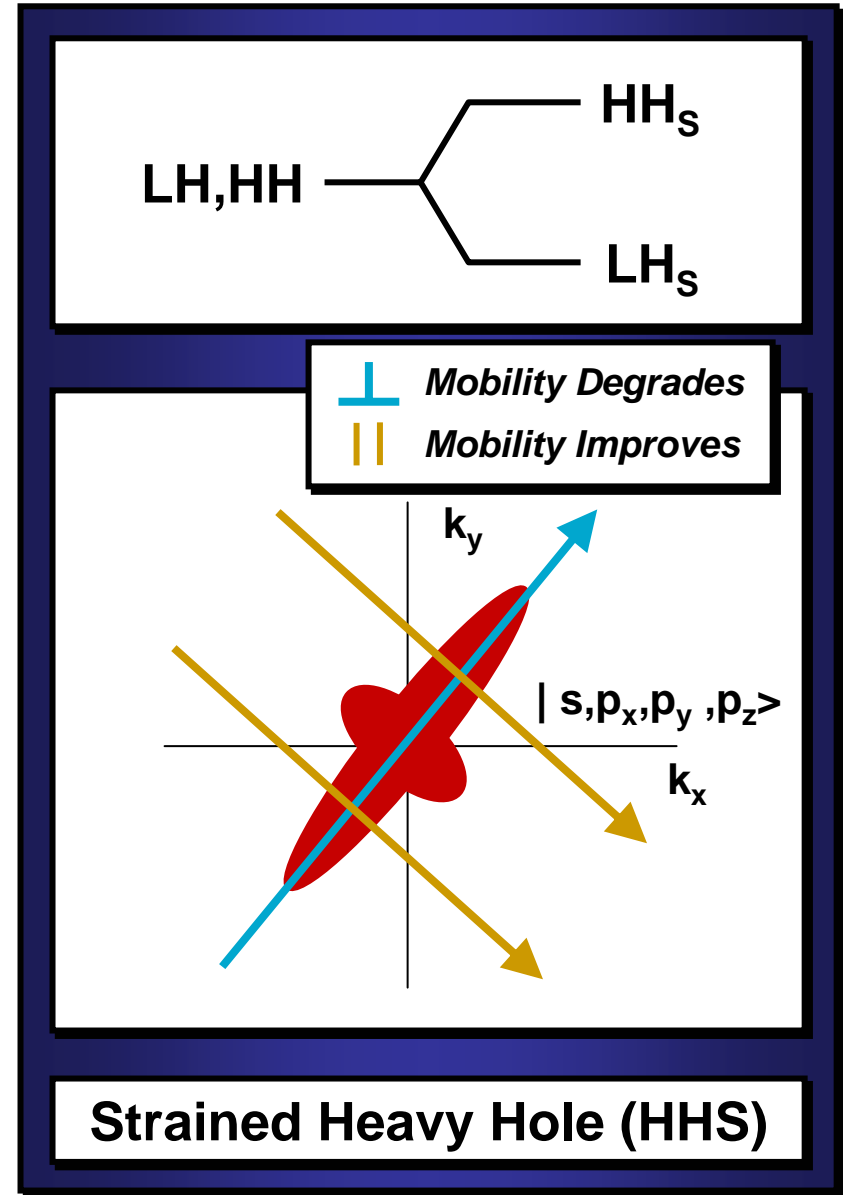 HHS
LH,HH
LHS
⊥ Mobility Degrades
|| Mobility Improves
ky
| s,px,py ,pz>
kx
Strained Heavy Hole (HHS)